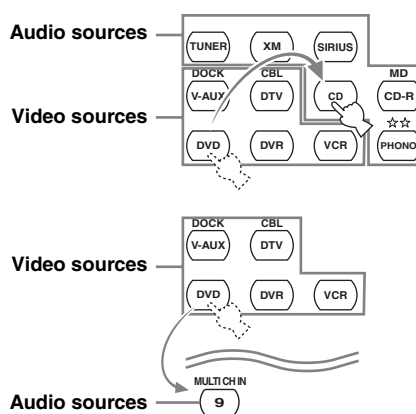 Audio sources
TUNER XM SIRIUS
DOCK CBL MD
V-AUX DTV CD CD-R
Video sources
☆☆
DVD DVR VCR PHONO
DOCK CBL
V-AUX DTV
Video sources
DVD DVR VCR
MULTI CH IN
Audio sources 9